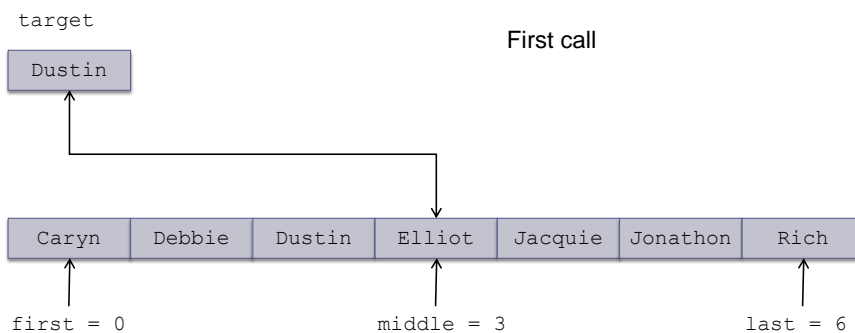 target
First call
Dustin
Caryn Debbie Dustin Elliot Jacquie Jonathon Rich
first = 0 middle = 3 last = 6